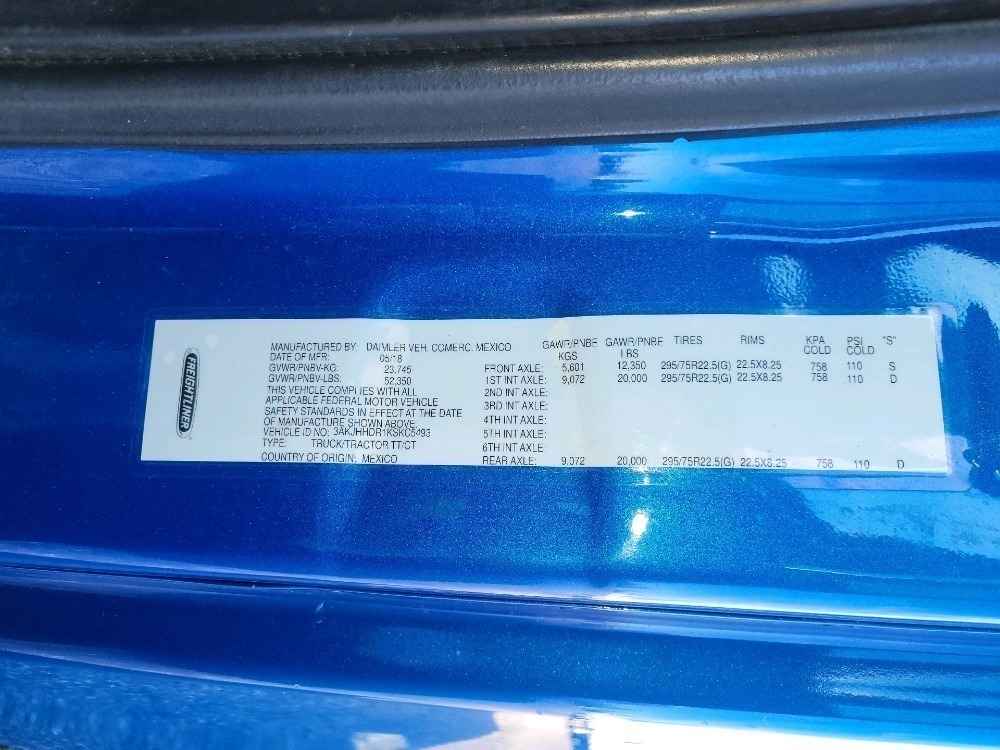 FREIGHTLINER
MANUFACTURED BY: DAIMLER VEH. COMERC. MEXICO
DATE OF MFR: 05/18
GVWR/PNBV-KG: 23,745
GVWR/PNBV-LBS: 52,350
THIS VEHICLE COMPLIES WITH ALL
APPLICABLE FEDERAL MOTOR VEHICLE
SAFETY STANDARDS IN EFFECT AT THE DATE
OF MANUFACTURE SHOWN ABOVE.
VEHICLE ID NO: 3AKJHHDR1KSKC5493
TYPE: TRUCK/TRACTOR TT/CT
COUNTRY OF ORIGIN: MEXICO
GAWR/PNBE GAWR/PNBE TIRES RIMS KPA PSI "S"
KGS LBS COLD COLD
FRONT AXLE: 5,601 12,350 295/75R22.5(G) 22.5X8.25 758 110 S
1ST INT AXLE: 9,072 20,000 295/75R22.5(G) 22.5X8.25 758 110 D
2ND INT AXLE:
3RD INT AXLE:
4TH INT AXLE:
5TH INT AXLE:
6TH INT AXLE:
REAR AXLE: 9,072 20,000 295/75R22.5(G) 22.5X8.25 758 110 D